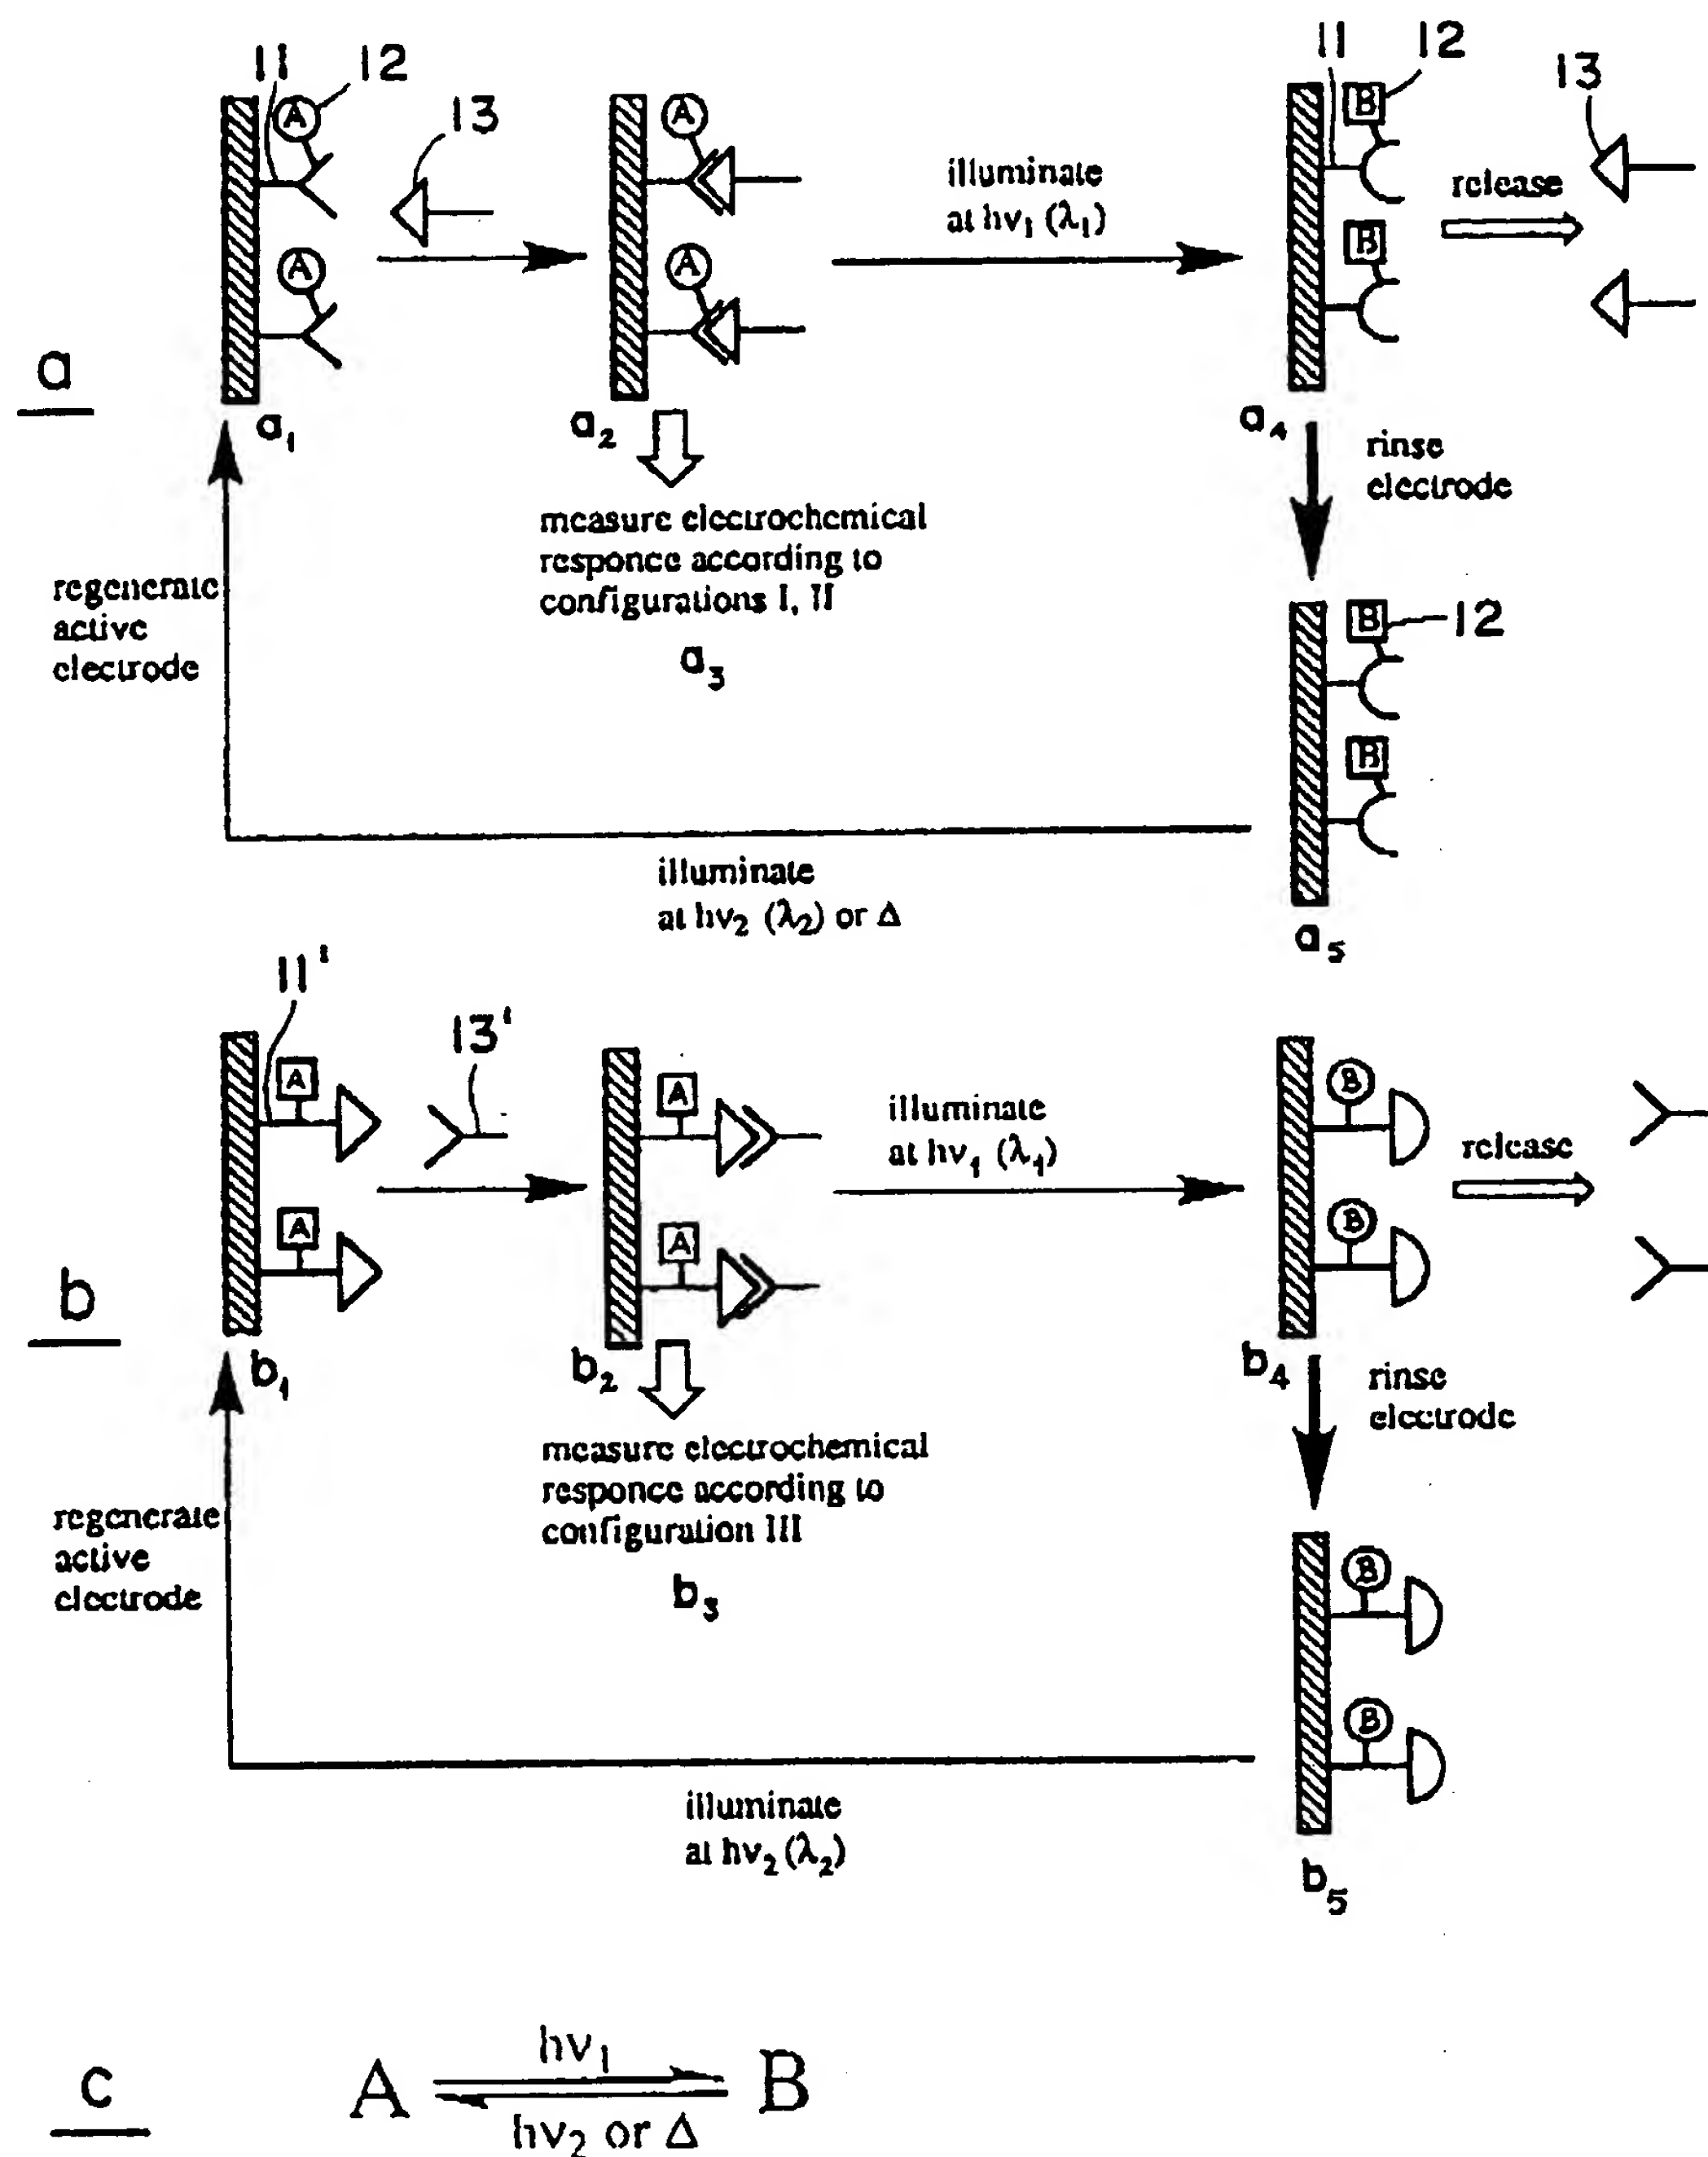 11 12
13
A
A
a
a₁
A
A
a₂
illuminate
at hν₁ (λ₁)
11 12
13
B
B
release
a₄
measure electrochemical
responce according to
configurations I, II
a₃
rinse
electrode
regenerate
active
electrode
B
12
B
a₅
illuminate
at hν₂ (λ₂) or Δ
11'
13'
A
A
b
b₁
A
A
b₂
illuminate
at hν₁ (λ₁)
B
B
release
b₄
measure electrochemical
responce according to
configuration III
b₃
rinse
electrode
regenerate
active
electrode
B
B
b₅
illuminate
at hν₂ (λ₂)
c
hν₁
A B
hν₂ or Δ